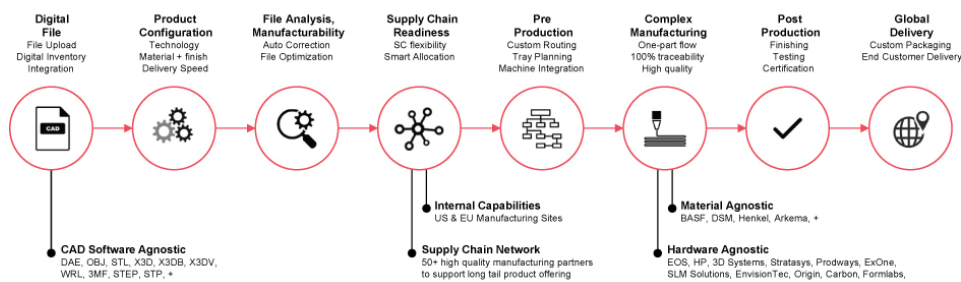 Digital
File
File Upload
Digital Inventory
Integration
Product
Configuration
Technology
Material + finish
Delivery Speed
File Analysis,
Manufacturability
Auto Correction
File Optimization
Supply Chain
Readiness
SC flexibility
Smart Allocation
Pre
Production
Custom Routing
Tray Planning
Machine Integration
Complex
Manufacturing
One-part flow
100% traceability
High quality
Post
Production
Finishing
Testing
Certification
Global
Delivery
Custom Packaging
End Customer Delivery
CAD
CAD Software Agnostic
DAE, OBJ, STL, X3D, X3DB, X3DV,
WRL, 3MF, STEP, STP, +
Internal Capabilities
US & EU Manufacturing Sites
Supply Chain Network
50+ high quality manufacturing partners
to support long tail product offering
Material Agnostic
BASF, DSM, Henkel, Arkema, +
Hardware Agnostic
EOS, HP, 3D Systems, Stratasys, Prodways, ExOne,
SLM Solutions, EnvisionTec, Origin, Carbon, Formlabs,